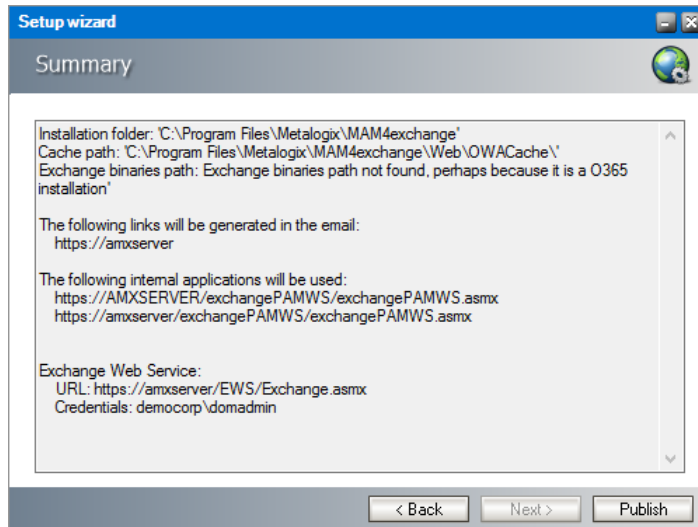 Setup wizard
Summary
Installation folder: 'C:\Program Files\Metalogix\MAM4exchange'
Cache path: 'C:\Program Files\Metalogix\MAM4exchange\Web\OWACache\'
Exchange binaries path: Exchange binaries path not found, perhaps because it is a O365
installation'
The following links will be generated in the email:
https://amxserver
The following internal applications will be used:
https://AMXSERVER/exchangePAMWS/exchangePAMWS.asmx
https://amxserver/exchangePAMWS/exchangePAMWS.asmx
Exchange Web Service:
URL: https://amxserver/EWS/Exchange.asmx
Credentials: democorp\domadmin
< Back Next > Publish